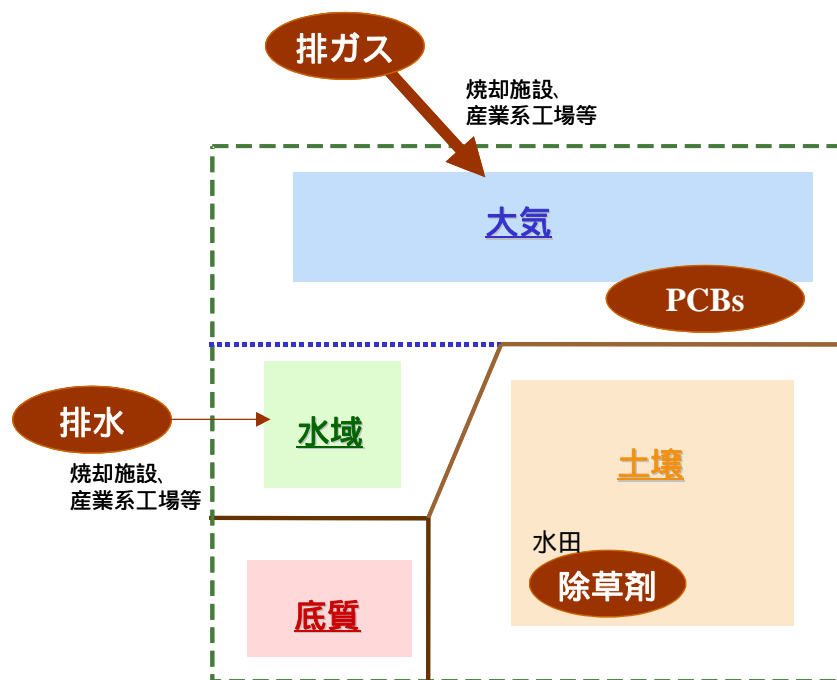 排ガス
焼却施設、
産業系工場等
大気
PCBs
排水
焼却施設、
産業系工場等
水域
土壌
水田
除草剤
底質